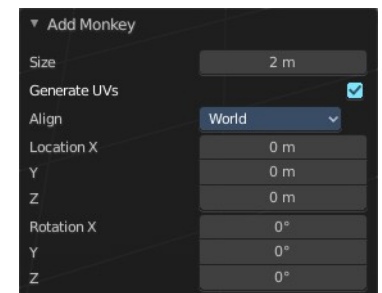 Add Monkey
Size 2 m
Generate UVs
Align World
Location X 0 m
Y 0 m
Z 0 m
Rotation X 0°
Y 0°
Z 0°